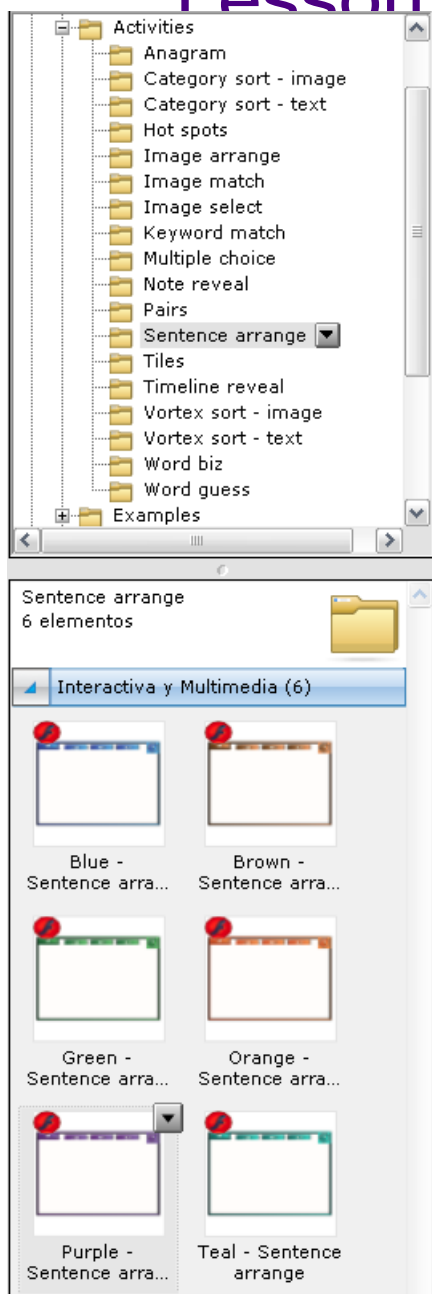 Lesson
Activities
Anagram
Category sort - image
Category sort - text
Hot spots
Image arrange
Image match
Image select
Keyword match
Multiple choice
Note reveal
Pairs
Sentence arrange
Tiles
Timeline reveal
Vortex sort - image
Vortex sort - text
Word biz
Word guess
Examples
Sentence arrange
6 elementos
Interactiva y Multimedia (6)
Blue -
Sentence arra...
Brown -
Sentence arra...
Green -
Sentence arra...
Orange -
Sentence arra...
Purple -
Sentence arra...
Teal - Sentence
arrange